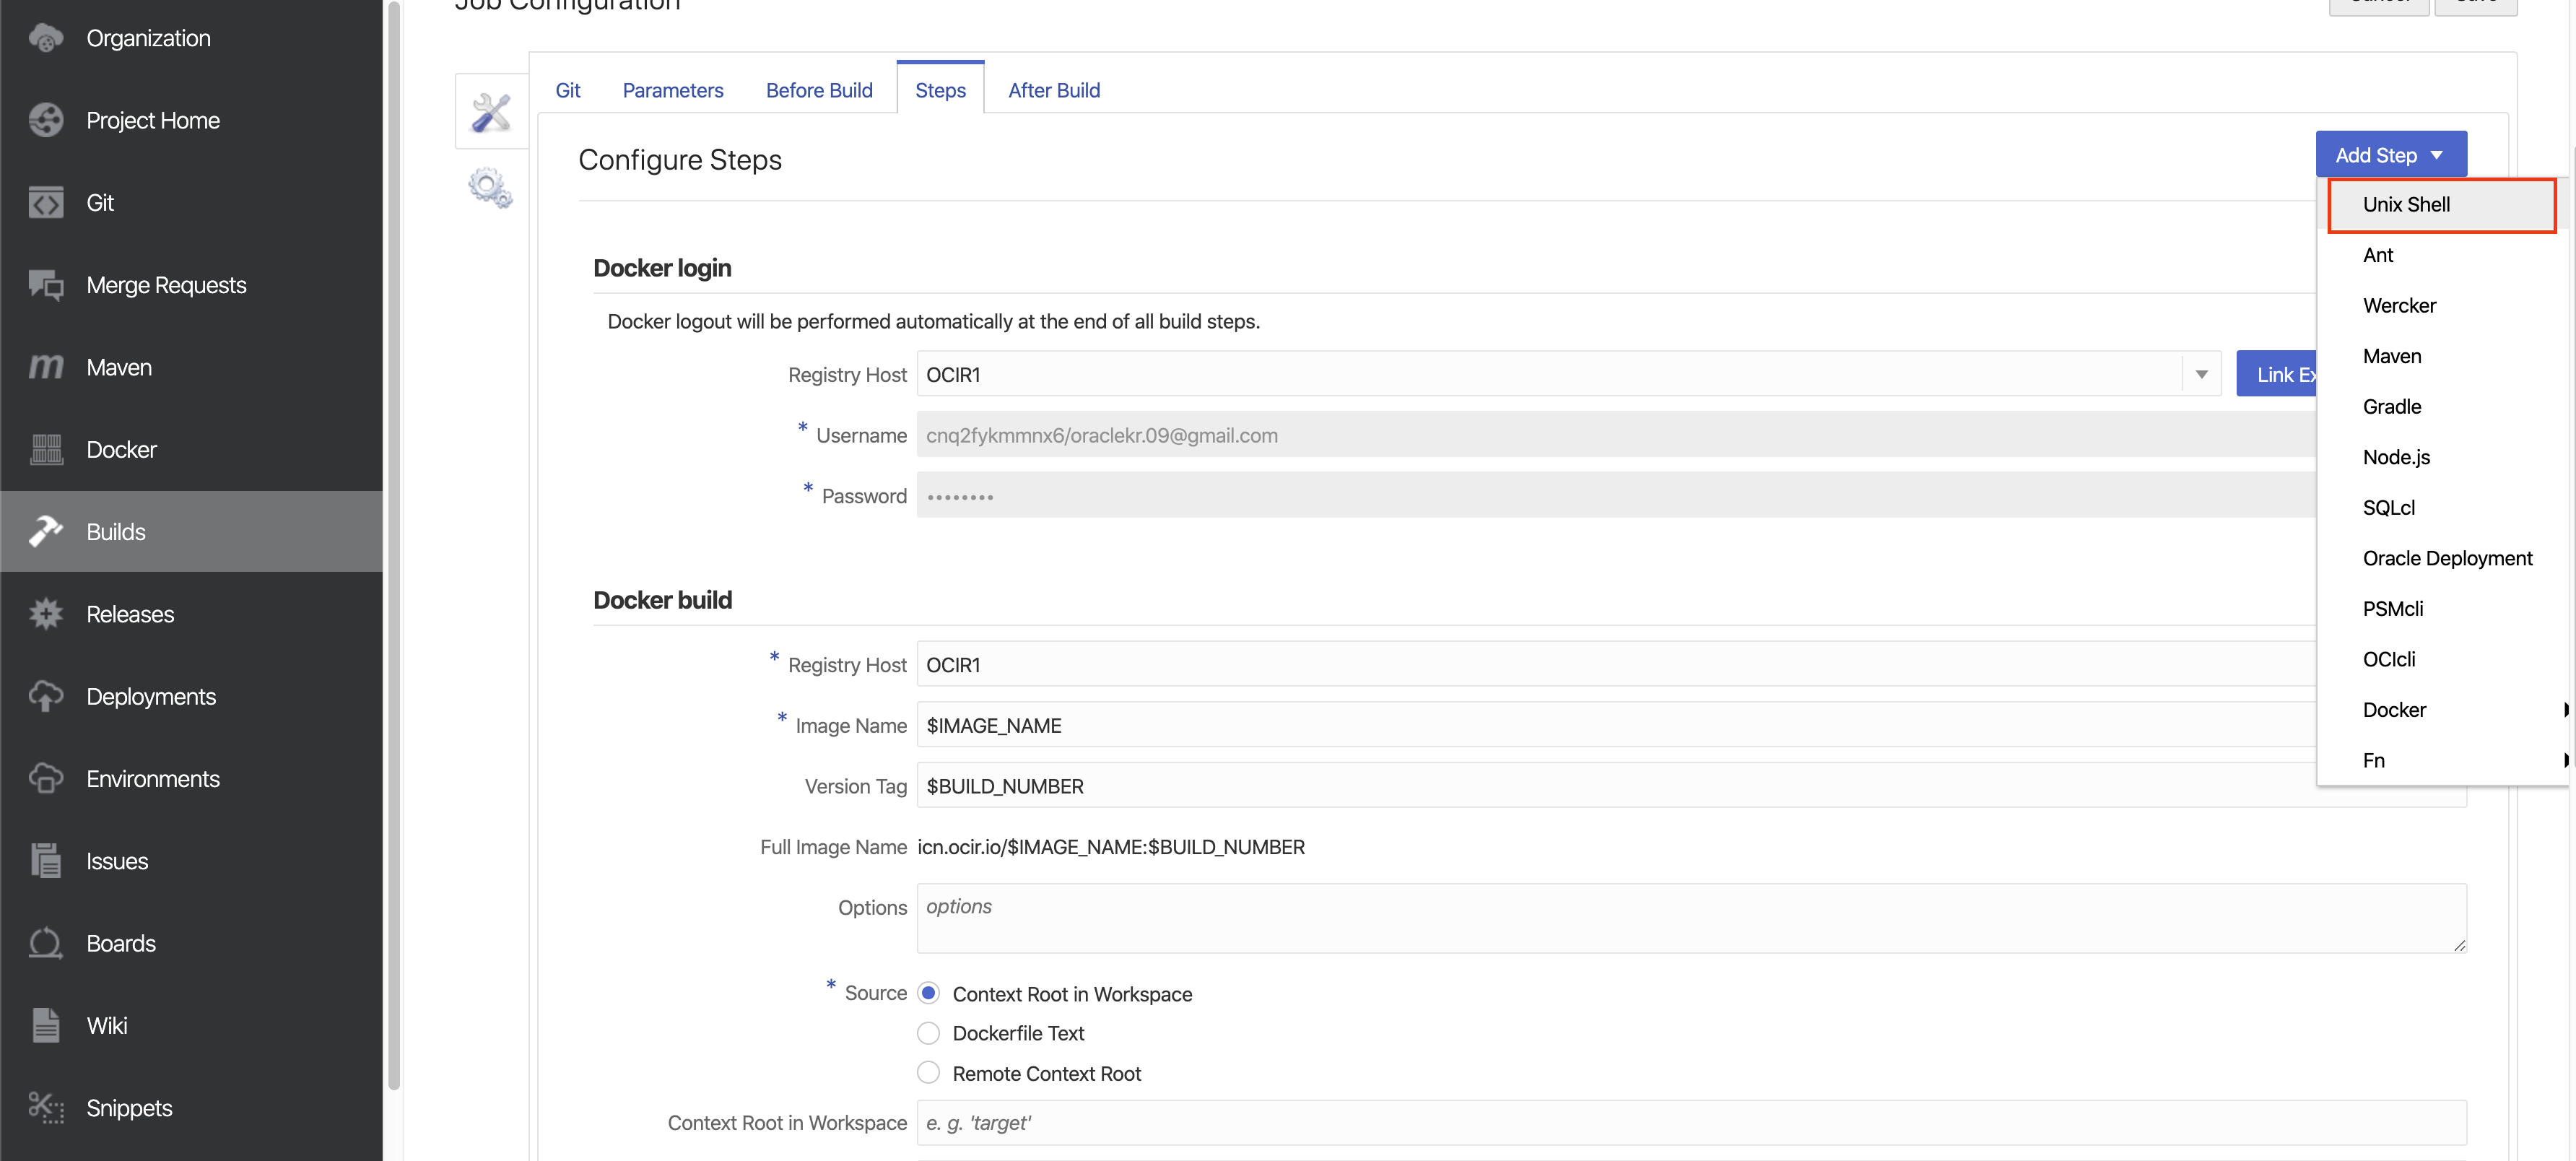 Job Configuration
Cancel
Save
Organization
Project Home
Git
Merge Requests
Maven
Docker
Builds
Releases
Deployments
Environments
Issues
Boards
Wiki
Snippets
Git
Parameters
Before Build
Steps
After Build
Configure Steps
Add Step
Unix Shell
Ant
Wercker
Maven
Gradle
Node.js
SQLcl
Oracle Deployment
PSMcli
OCIcli
Docker
Fn
Docker login
Docker logout will be performed automatically at the end of all build steps.
Registry Host OCIR1
Link Ex
* Username cnq2fykmmnx6/oraclekr.09@gmail.com
* Password ••••••••
Docker build
* Registry Host OCIR1
* Image Name $IMAGE_NAME
Version Tag $BUILD_NUMBER
Full Image Name icn.ocir.io/$IMAGE_NAME:$BUILD_NUMBER
Options options
* Source Context Root in Workspace
Dockerfile Text
Remote Context Root
Context Root in Workspace e. g. 'target'